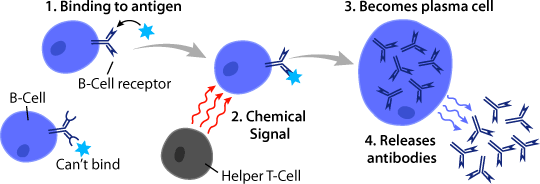 1. Binding to antigen
B-Cell receptor
B-Cell
Can't bind
2. Chemical
Signal
Helper T-Cell
3. Becomes plasma cell
4. Releases
antibodies